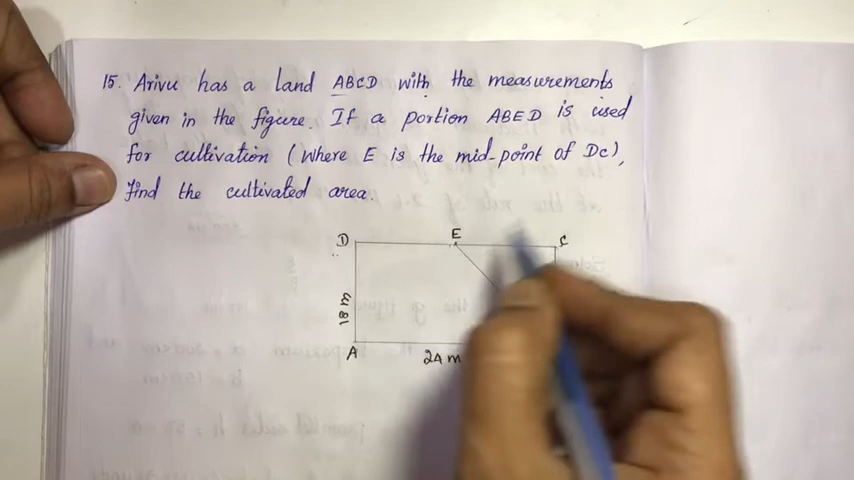 15. Arivu has a land ABCD with the measurements
given in the figure. If a portion ABED is used
for cultivation (Where E is the mid-point of DC),
find the cultivated area.
D E C
18 m
A 24 m